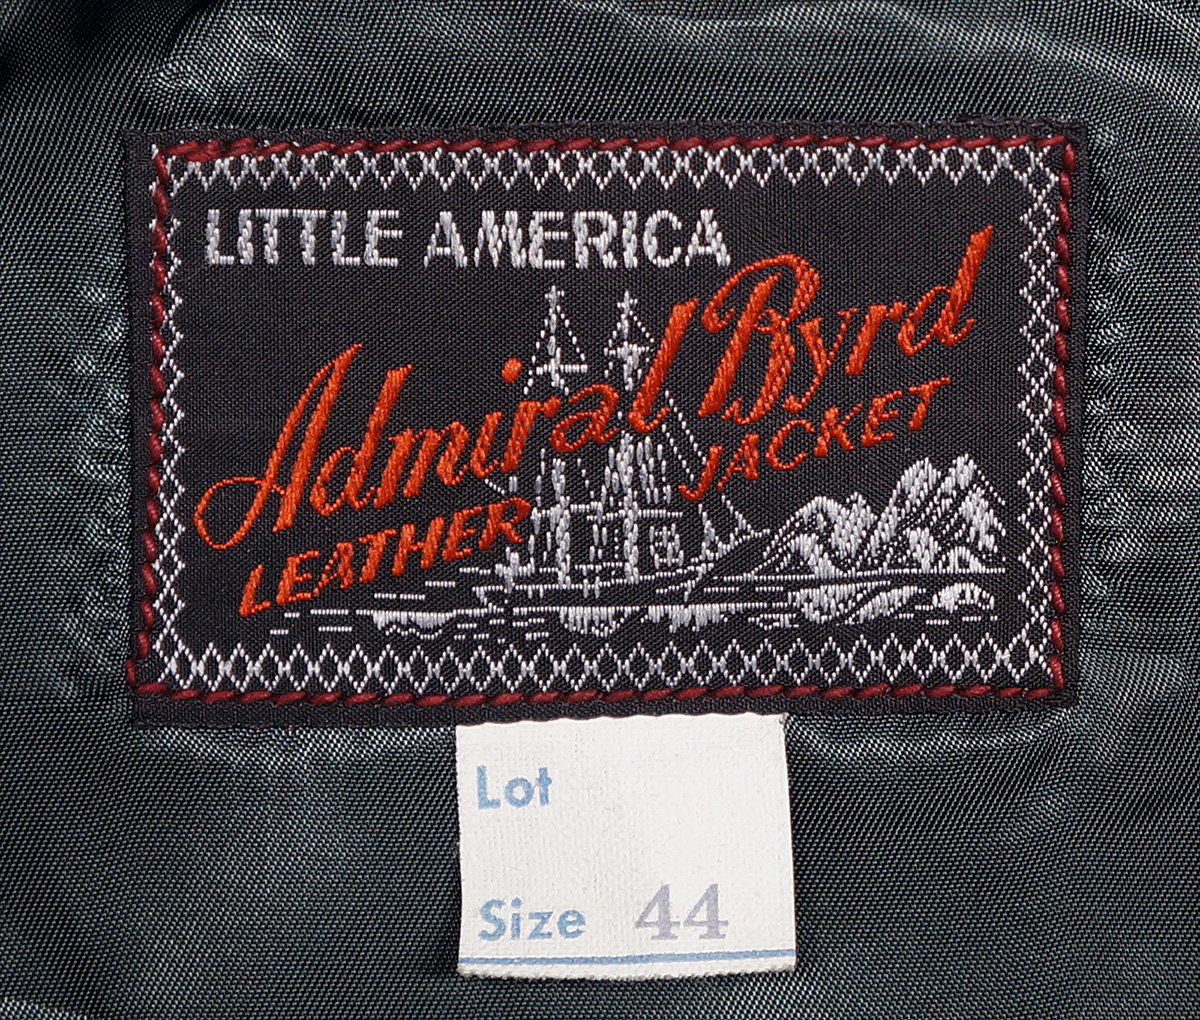 LITTLE AMERICA
Admiral Byrd
LEATHER JACKET
Lot
Size 44